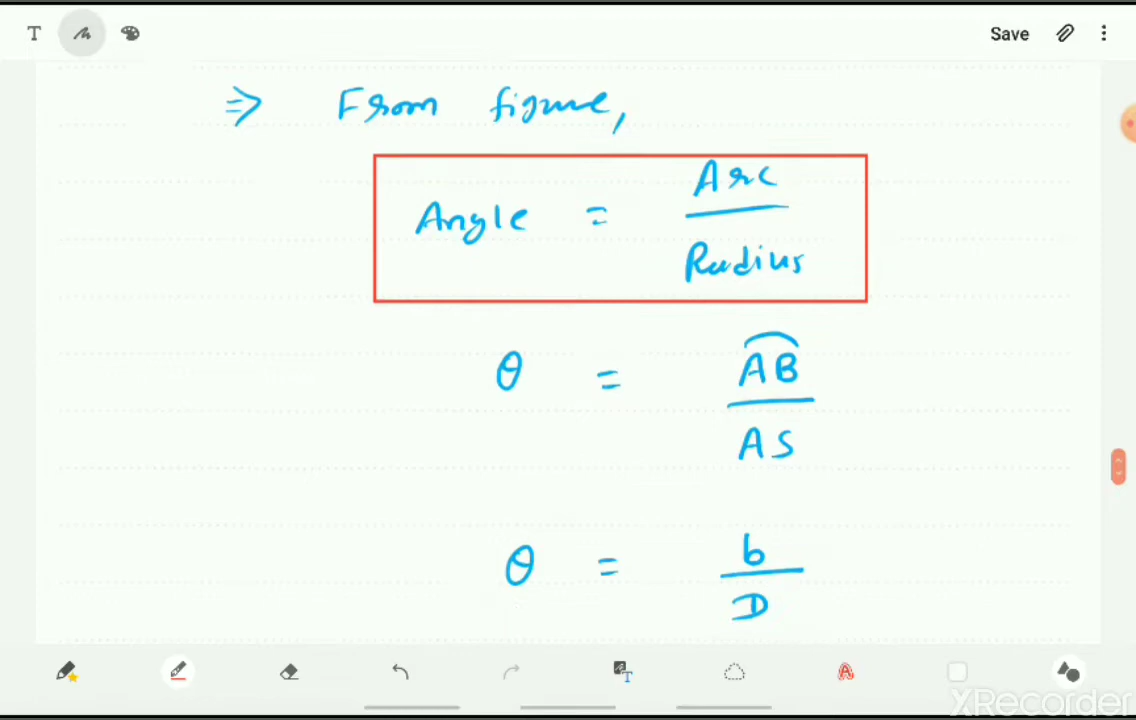 T Save
⇒ From figure,
Angle = Arc / Radius
θ = AB / AS
θ = b / D
T A
XRecorder